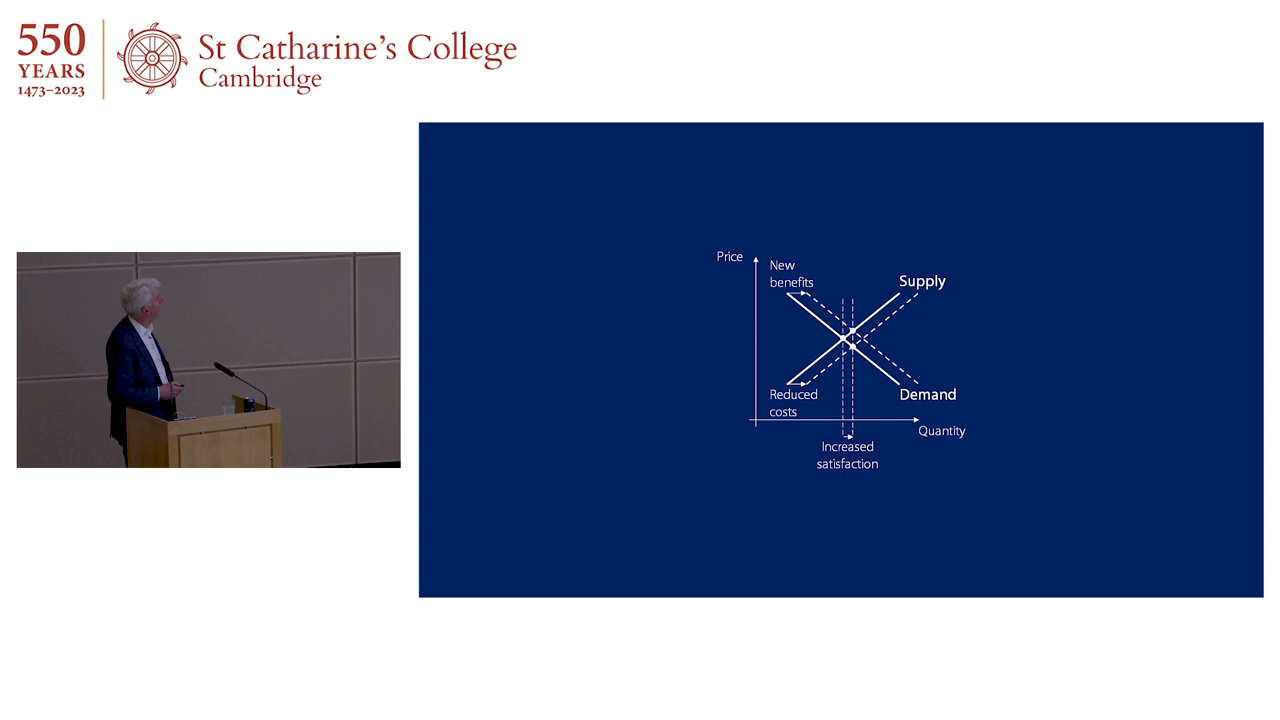 550
YEARS
1473–2023
St Catharine's College
Cambridge
Price
New
benefits
Supply
Reduced
costs
Demand
Quantity
Increased
satisfaction